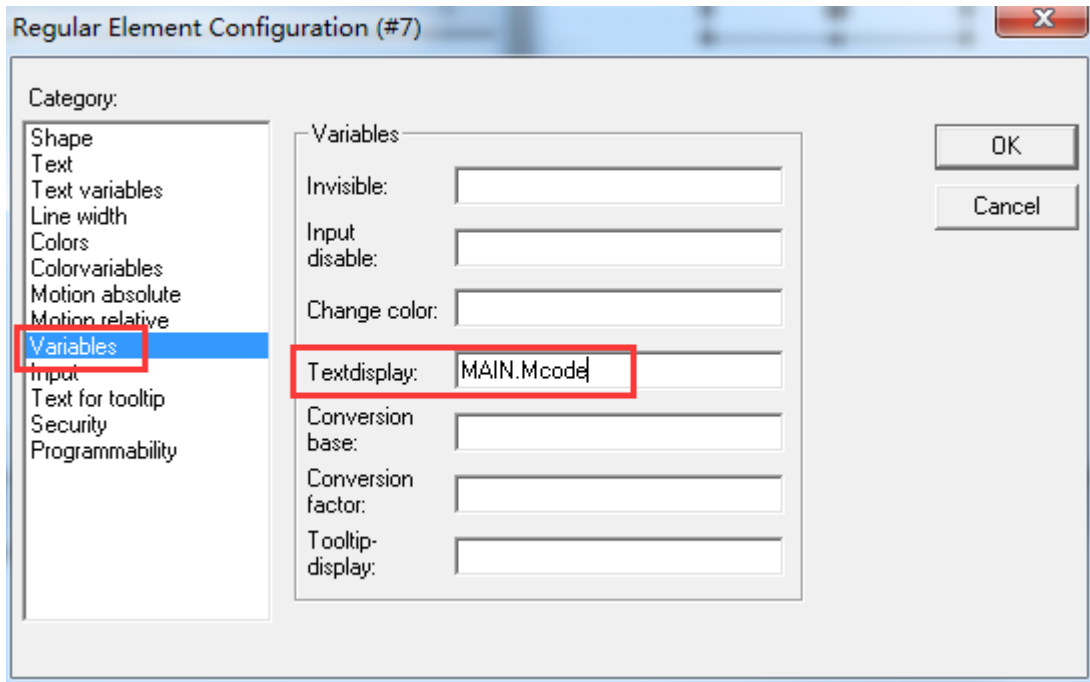 Regular Element Configuration (#7)
Category:
Shape
Text
Text variables
Line width
Colors
Colorvariables
Motion absolute
Motion relative
Variables
Input
Text for tooltip
Security
Programmability
Variables
Invisible:
Input
disable:
Change color:
Textdisplay: MAIN.Mcode
Conversion
base:
Conversion
factor:
Tooltip-
display:
OK
Cancel